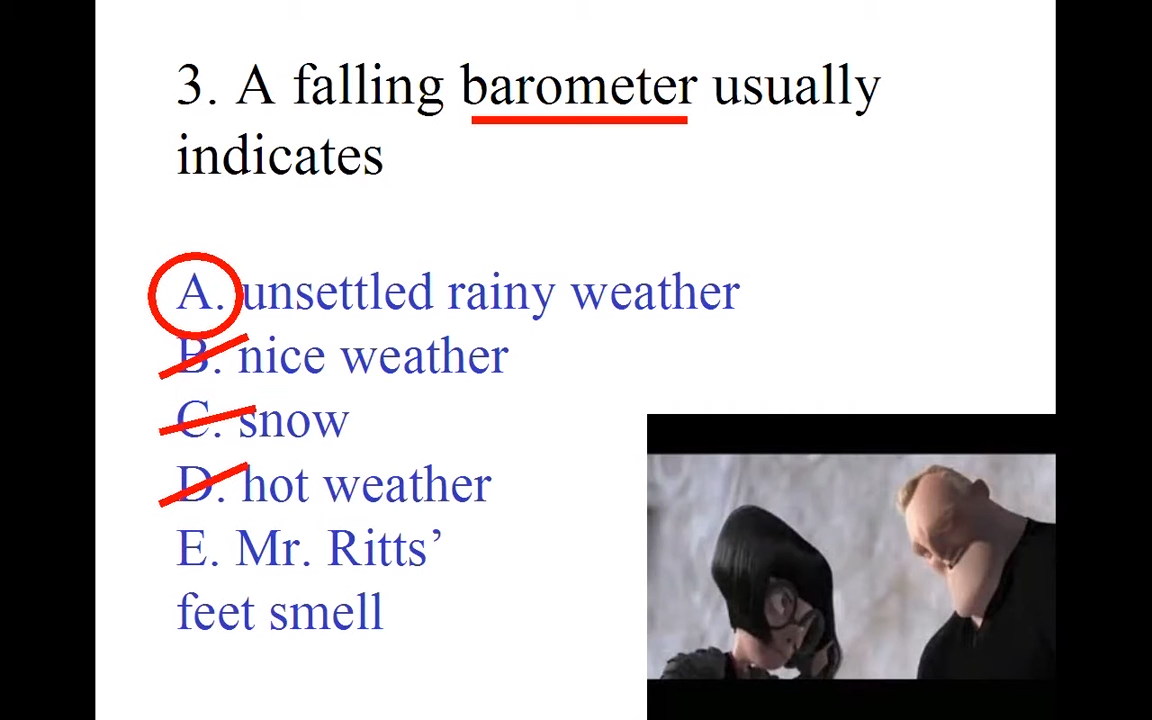 3. A falling barometer usually
indicates
A. unsettled rainy weather
B. nice weather
C. snow
D. hot weather
E. Mr. Ritts’
feet smell